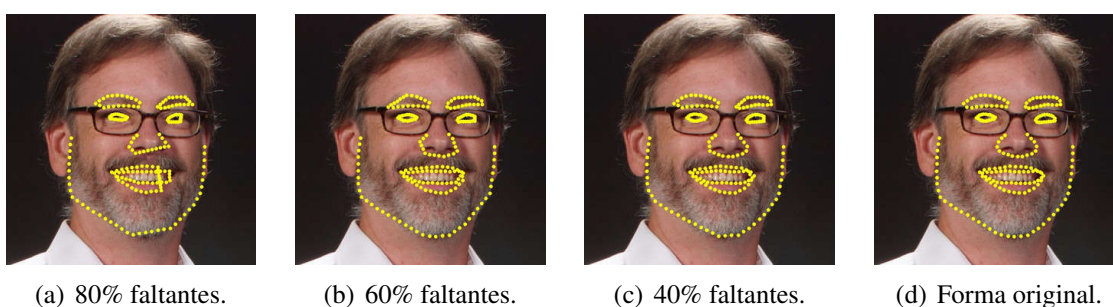 (a) 80% faltantes.
(b) 60% faltantes.
(c) 40% faltantes.
(d) Forma original.